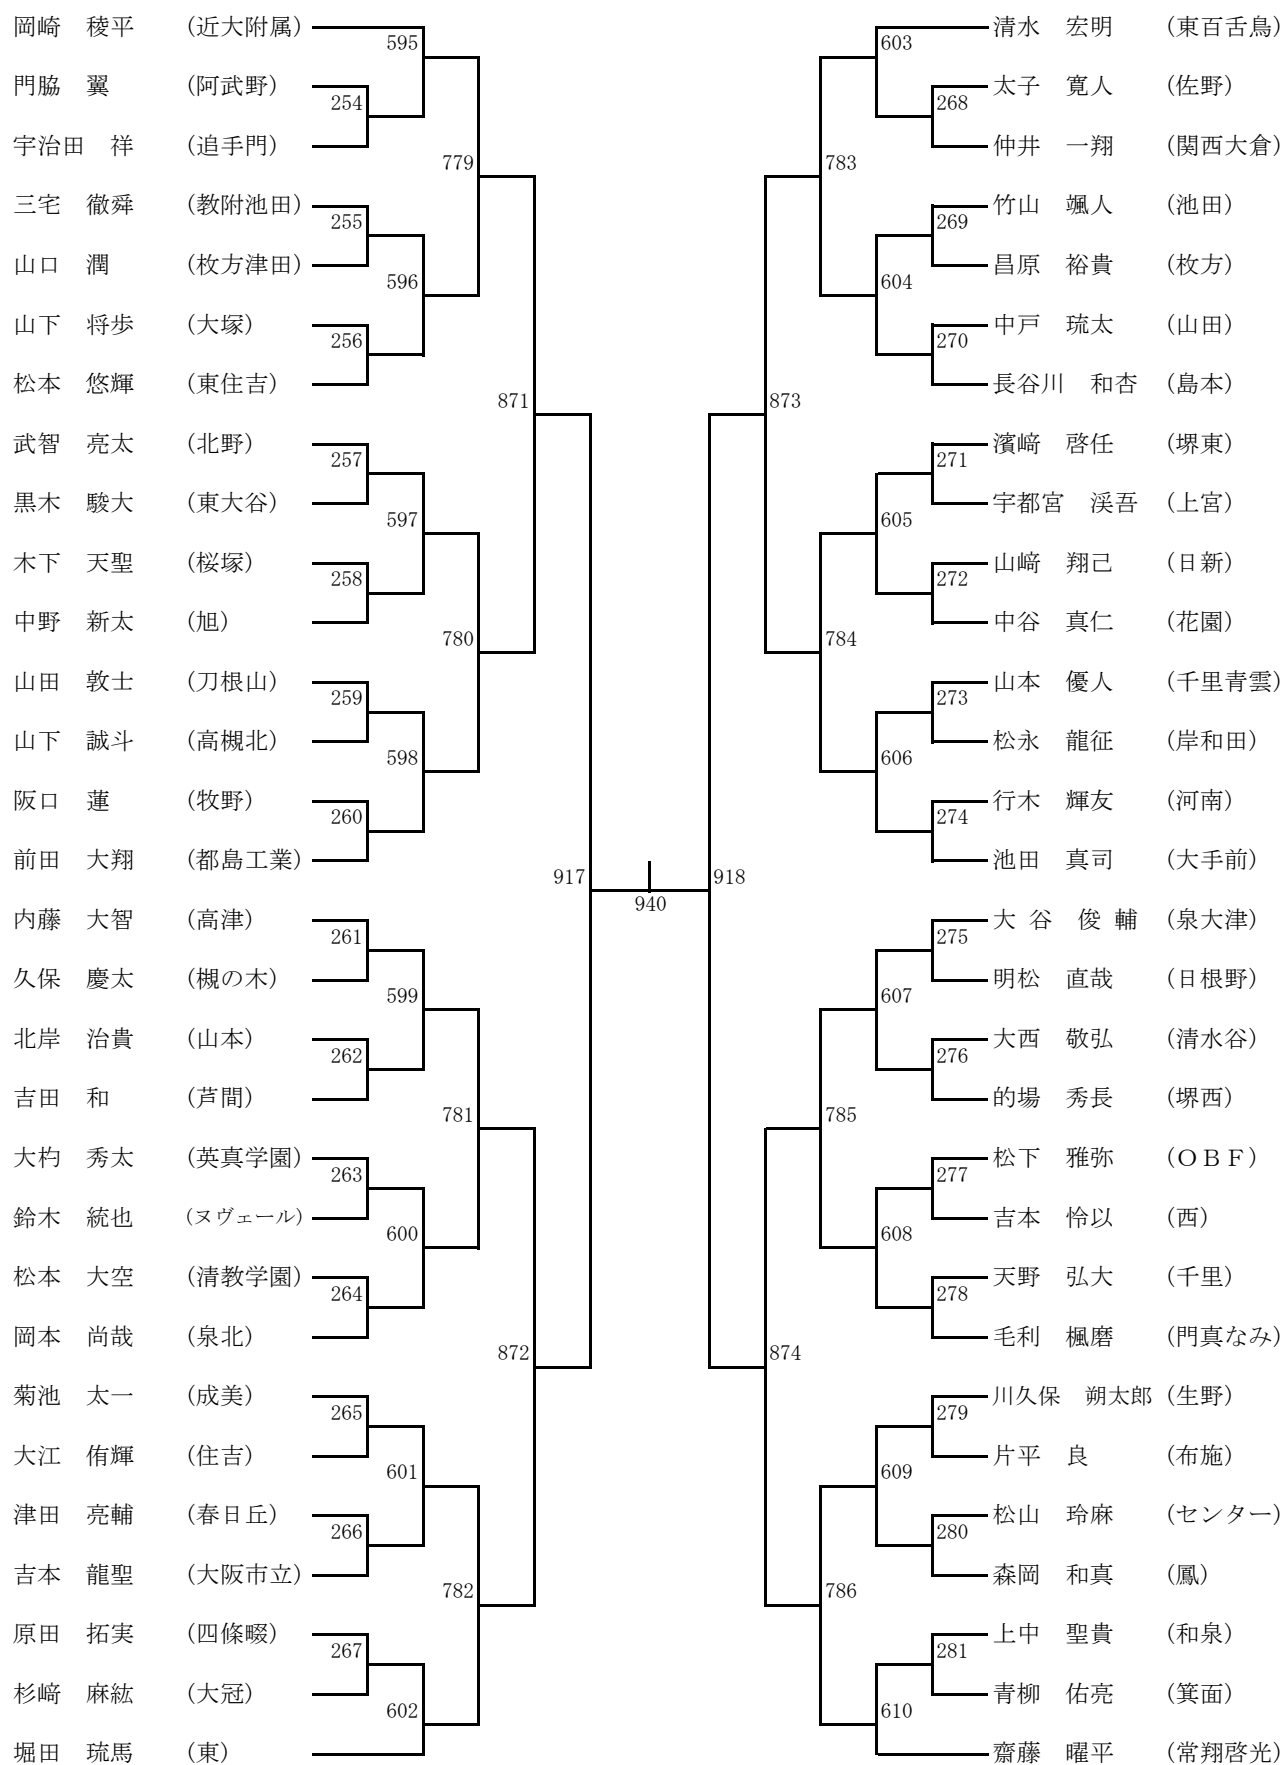 岡崎　稜平　（近大附属）
595
門脇　翼　（阿武野）
254
宇治田　祥　（追手門）
779
三宅　徹舜　（教附池田）
255
山口　潤　（枚方津田）
596
山下　将歩　（大塚）
256
松本　悠輝　（東住吉）
871
武智　亮太　（北野）
257
黒木　駿大　（東大谷）
597
木下　天聖　（桜塚）
258
中野　新太　（旭）
780
山田　敦士　（刀根山）
259
山下　誠斗　（高槻北）
598
阪口　蓮　（牧野）
260
前田　大翔　（都島工業）
917
内藤　大智　（高津）
261
久保　慶太　（槻の木）
599
北岸　治貴　（山本）
262
吉田　和　（芦間）
781
大杓　秀太　（英真学園）
263
鈴木　統也　（ヌヴェール）
600
松本　大空　（清教学園）
264
岡本　尚哉　（泉北）
872
菊池　太一　（成美）
265
大江　侑輝　（住吉）
601
津田　亮輔　（春日丘）
266
吉本　龍聖　（大阪市立）
782
原田　拓実　（四條畷）
267
杉﨑　麻紘　（大冠）
602
堀田　琉馬　（東）
940
清水　宏明　（東百舌鳥）
603
太子　寛人　（佐野）
268
仲井　一翔　（関西大倉）
783
竹山　颯人　（池田）
269
昌原　裕貴　（枚方）
604
中戸　琉太　（山田）
270
長谷川　和杏　（島本）
873
濱﨑　啓任　（堺東）
271
宇都宮　渓吾　（上宮）
605
山﨑　翔己　（日新）
272
中谷　真仁　（花園）
784
山本　優人　（千里青雲）
273
松永　龍征　（岸和田）
606
行木　輝友　（河南）
274
池田　真司　（大手前）
918
大 谷　俊 輔　（泉大津）
275
明松　直哉　（日根野）
607
大西　敬弘　（清水谷）
276
的場　秀長　（堺西）
785
松下　雅弥　（ＯＢＦ）
277
吉本　怜以　（西）
608
天野　弘大　（千里）
278
毛利　楓磨　（門真なみ）
874
川久保　朔太郎　（生野）
279
片平　良　（布施）
609
松山　玲麻　（センター）
280
森岡　和真　（鳳）
786
上中　聖貴　（和泉）
281
青柳　佑亮　（箕面）
610
齋藤　曜平　（常翔啓光）